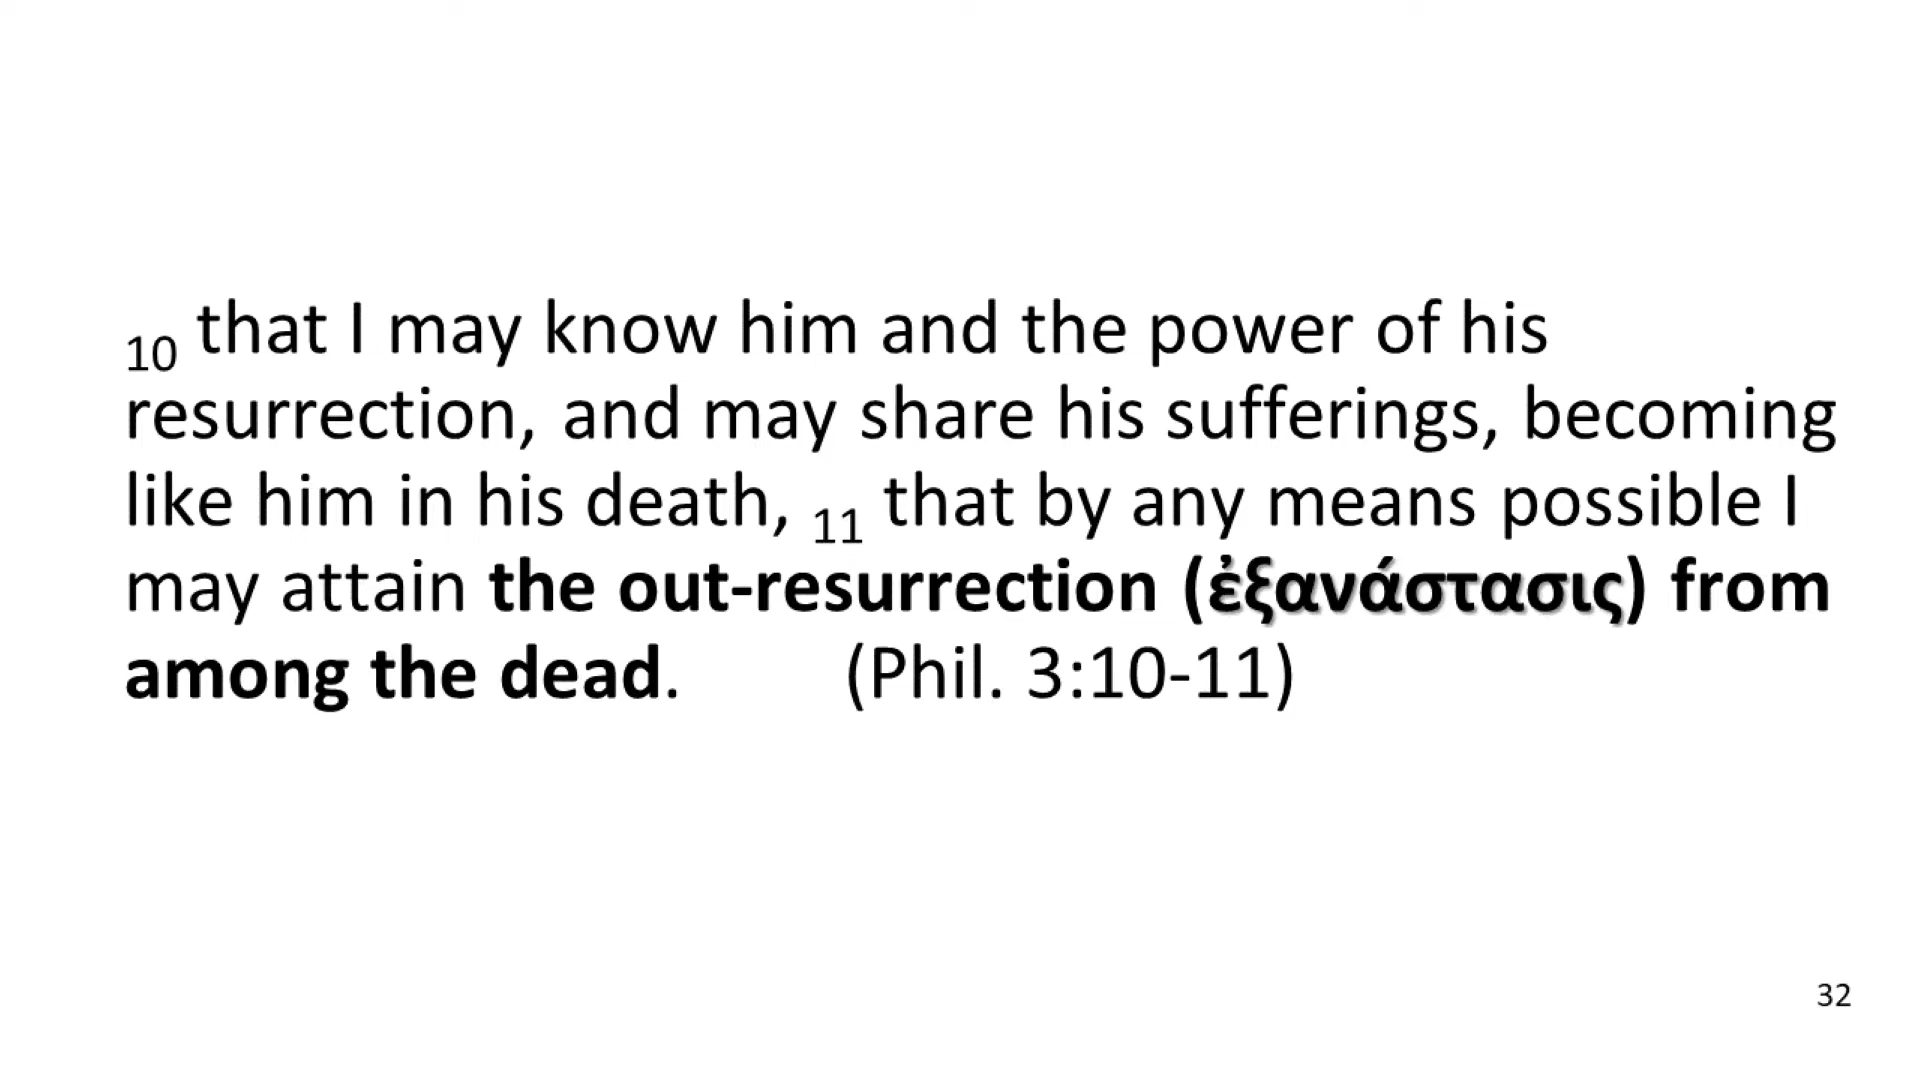 10 that I may know him and the power of his
resurrection, and may share his sufferings, becoming
like him in his death, 11 that by any means possible I
may attain the out-resurrection (ἐξανάστασις) from
among the dead. (Phil. 3:10-11)
32